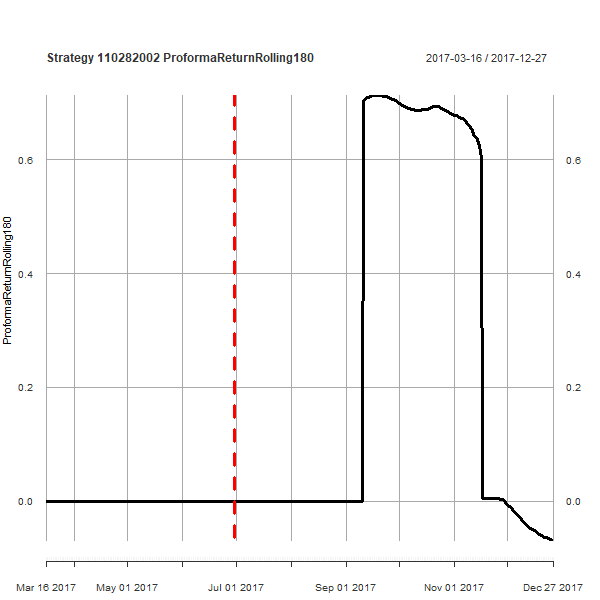 Strategy 110282002 ProformaReturnRolling180
2017-03-16 / 2017-12-27
ProformaReturnRolling180
0.6
0.6
0.4
0.4
0.2
0.2
0.0
0.0
Mar 16 2017
May 01 2017
Jul 01 2017
Sep 01 2017
Nov 01 2017
Dec 27 2017